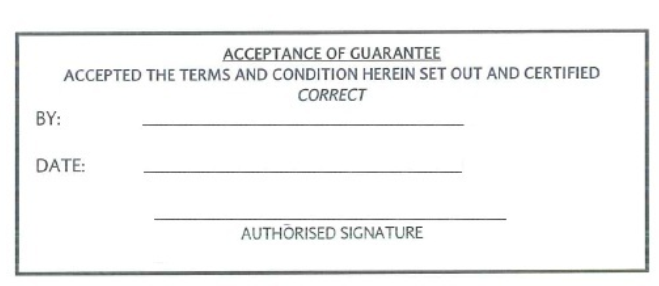 ACCEPTANCE OF GUARANTEE
ACCEPTED THE TERMS AND CONDITION HEREIN SET OUT AND CERTIFIED
CORRECT
BY:
DATE:
AUTHORISED SIGNATURE